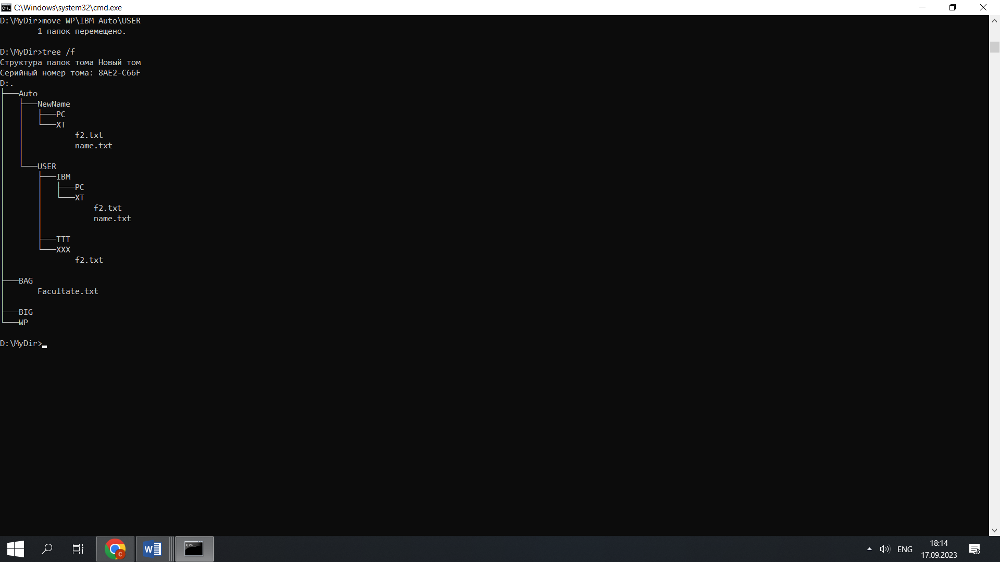 C:\Windows\system32\cmd.exe
D:\MyDir>move WP\IBM Auto\USER
1 папок перемещено.
D:\MyDir>tree /f
Структура папок тома Новый том
Серийный номер тома: 8AE2-C66F
D:.
├───Auto
│   ├───NewName
│   │   ├───PC
│   │   └───XT
│   │           f2.txt
│   │           name.txt
│   │
│   └───USER
│       ├───IBM
│       │   ├───PC
│       │   └───XT
│       │           f2.txt
│       │           name.txt
│       │
│       ├───TTT
│       └───XXX
│               f2.txt
│
├───BAG
│       Facultate.txt
│
├───BIG
└───WP
D:\MyDir>
ENG
18:14
17.09.2023